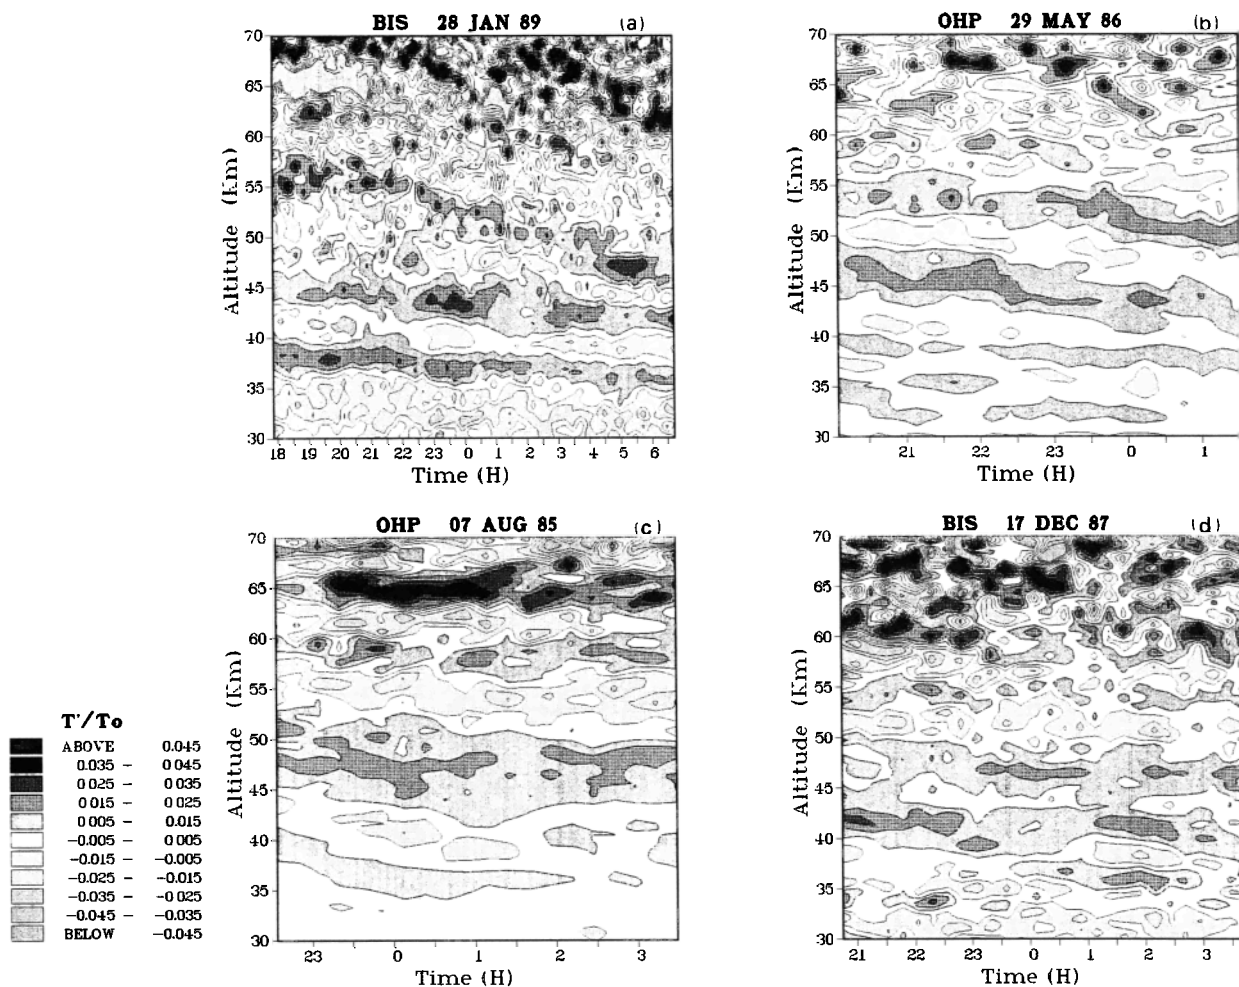 BIS 28 JAN 89 (a)
70
65
60
55
50
45
40
35
30
Altitude (Km)
18 19 20 21 22 23 0 1 2 3 4 5 6
Time (H)
OHP 29 MAY 86 (b)
70
65
60
55
50
45
40
35
30
Altitude (Km)
21 22 23 0 1
Time (H)
OHP 07 AUG 85 (c)
70
65
60
55
50
45
40
35
30
Altitude (Km)
23 0 1 2 3
Time (H)
BIS 17 DEC 87 (d)
70
65
60
55
50
45
40
35
30
Altitude (Km)
21 22 23 0 1 2 3
Time (H)
T'/To
ABOVE 0.045
0.035 – 0.045
0.025 – 0.035
0.015 – 0.025
0.005 – 0.015
–0.005 – 0.005
–0.015 – –0.005
–0.025 – –0.015
–0.035 – –0.025
–0.045 – –0.035
BELOW –0.045